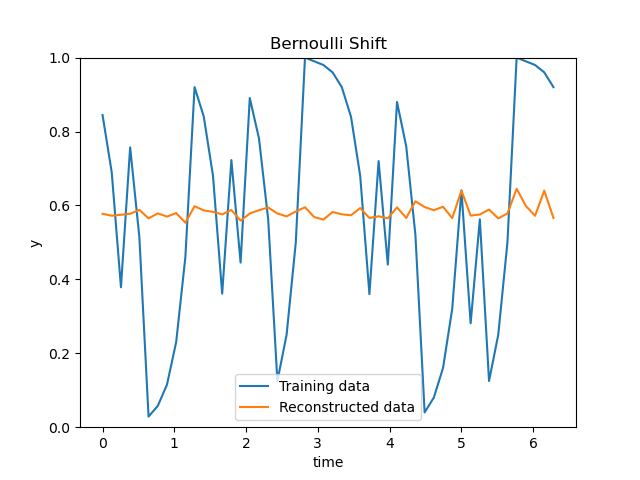 Bernoulli Shift
1.0
0.8
0.6
0.4
0.2
0.0
y
Training data
Reconstructed data
0 1 2 3 4 5 6
time